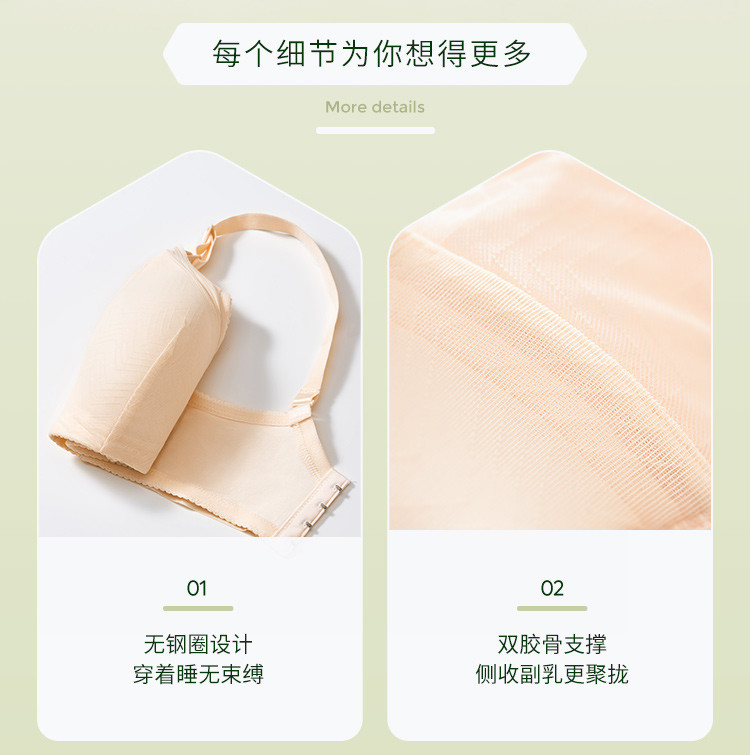 每个细节为你想得更多
More details
01
无钢圈设计
穿着睡无束缚
02
双胶骨支撑
侧收副乳更聚拢